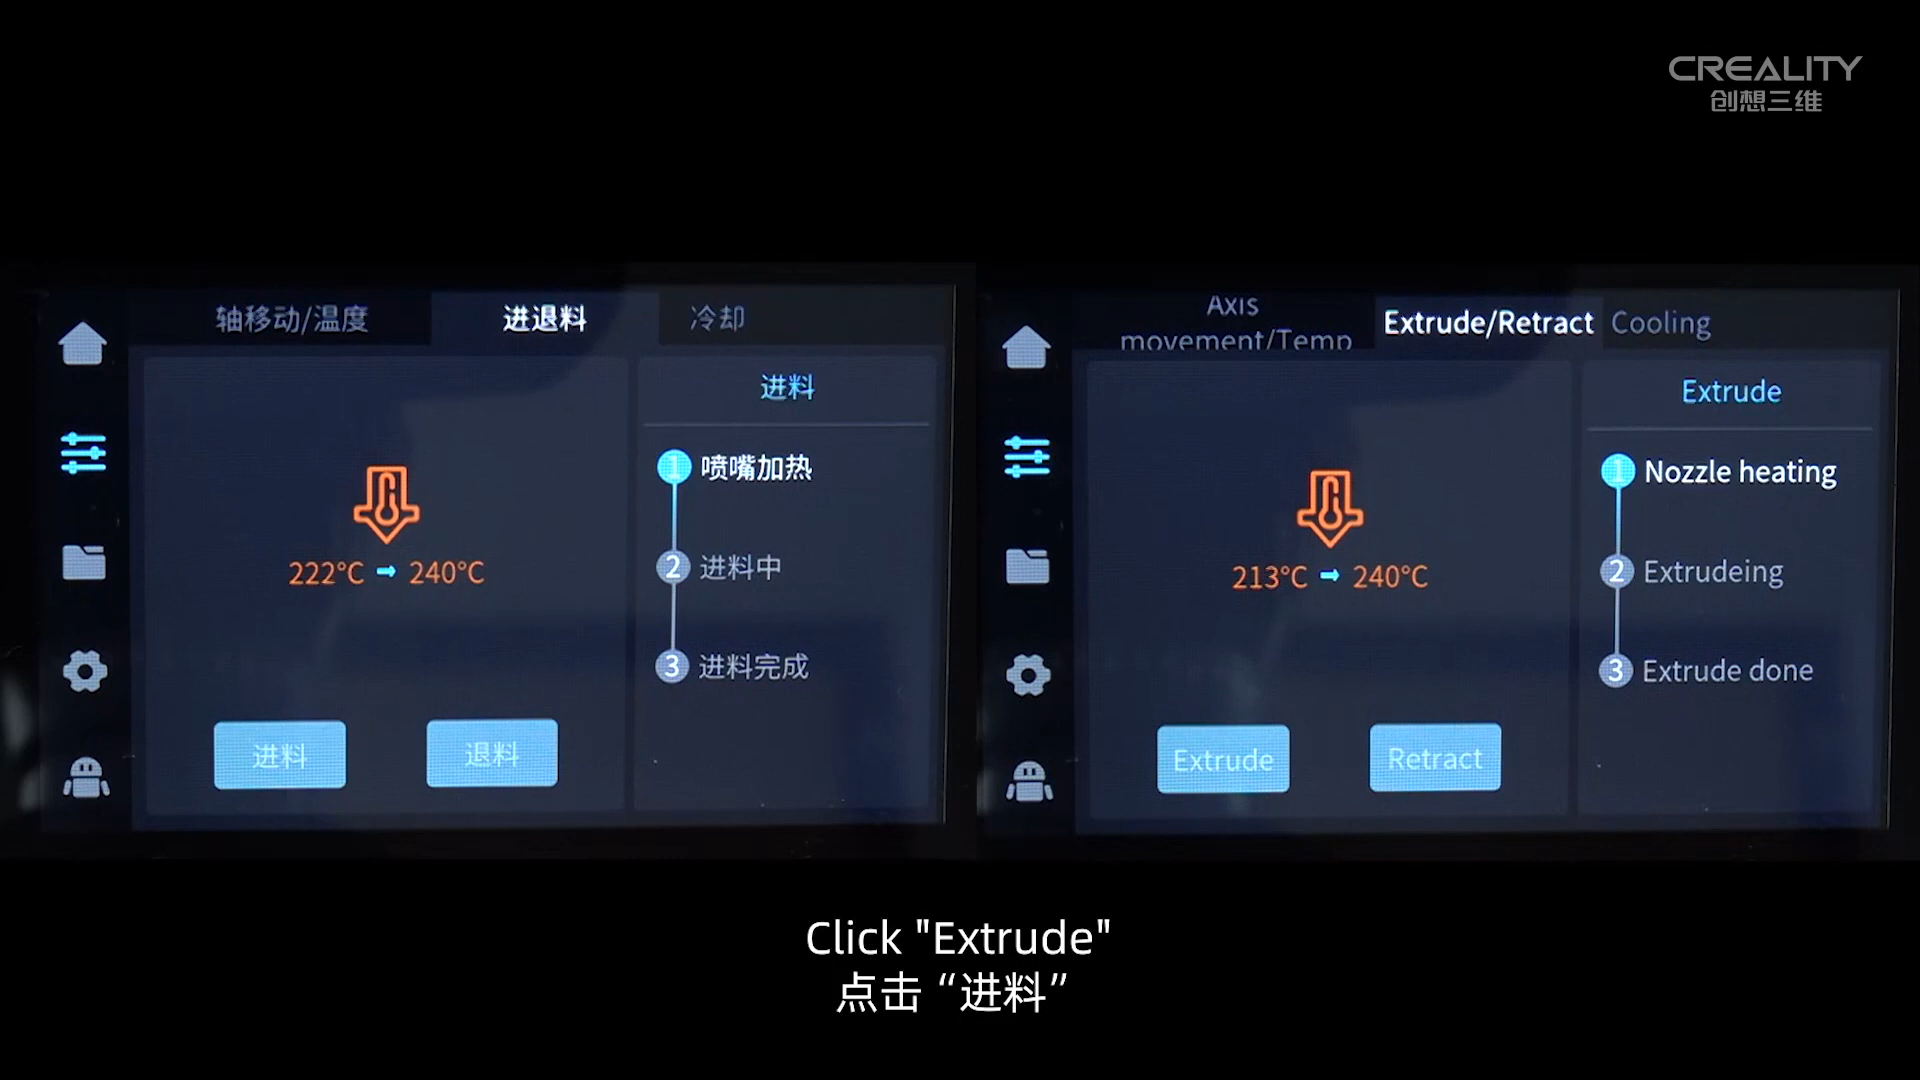 CREALITY
创想三维
轴移动/温度
进退料
冷却
进料
1 喷嘴加热
222°C → 240°C
2 进料中
3 进料完成
进料
退料
Axis
movement/Temp
Extrude/Retract
Cooling
Extrude
1 Nozzle heating
213°C → 240°C
2 Extrudeing
3 Extrude done
Extrude
Retract
Click "Extrude"
点击“进料”